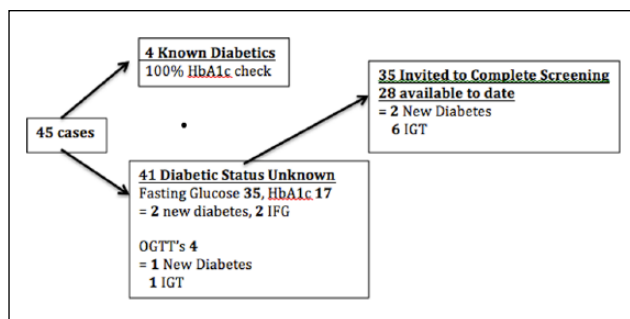 4 Known Diabetics
100% HbA1c check
35 Invited to Complete Screening
28 available to date
= 2 New Diabetes
6 IGT
45 cases
41 Diabetic Status Unknown
Fasting Glucose 35, HbA1c 17
= 2 new diabetes, 2 IFG
OGTT's 4
= 1 New Diabetes
1 IGT